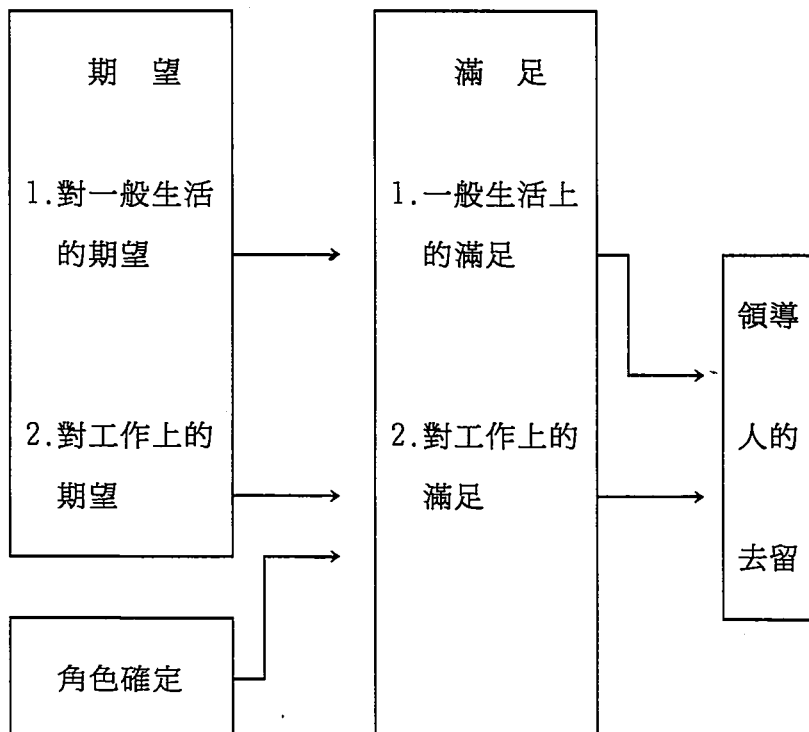 期 望
1.對一般生活
的期望
2.對工作上的
期望
角色確定
滿 足
1.一般生活上
的滿足
2.對工作上的
滿足
領導
人的
去留